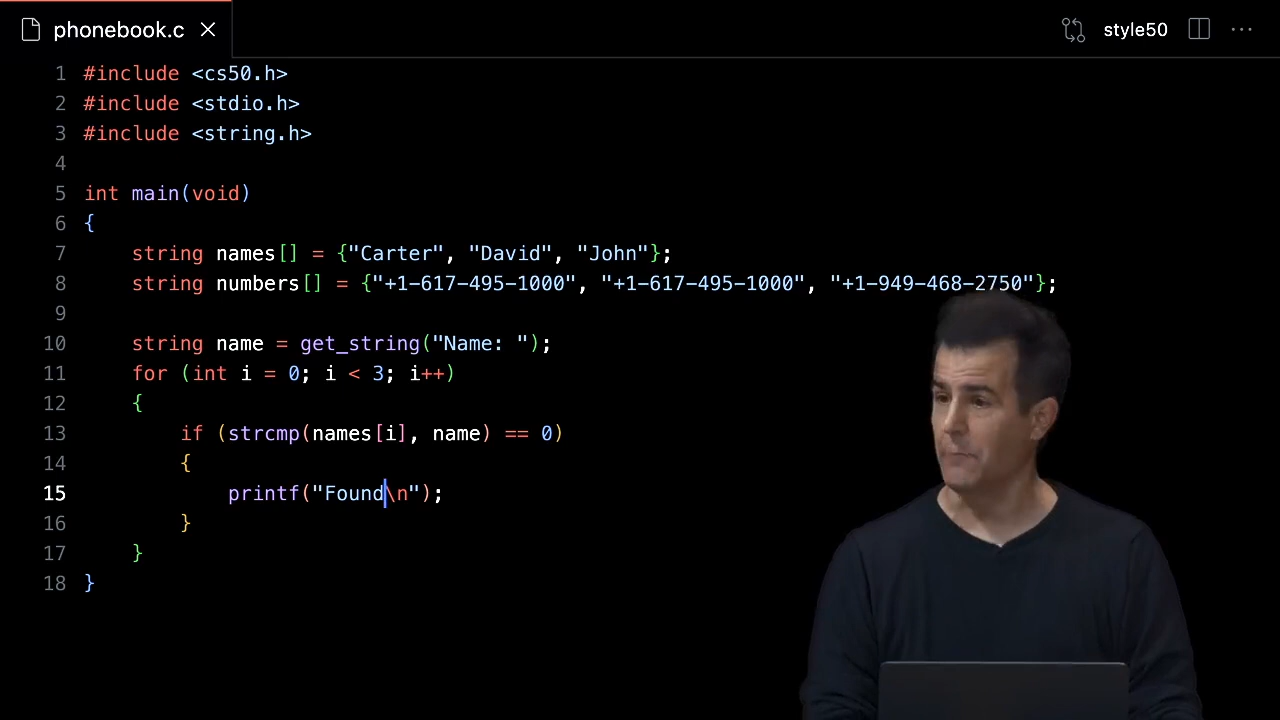 phonebook.c
style50
1 #include <cs50.h>
2 #include <stdio.h>
3 #include <string.h>
4
5 int main(void)
6 {
7     string names[] = {"Carter", "David", "John"};
8     string numbers[] = {"+1-617-495-1000", "+1-617-495-1000", "+1-949-468-2750"};
9
10     string name = get_string("Name: ");
11     for (int i = 0; i < 3; i++)
12     {
13         if (strcmp(names[i], name) == 0)
14         {
15             printf("Found\n");
16         }
17     }
18 }